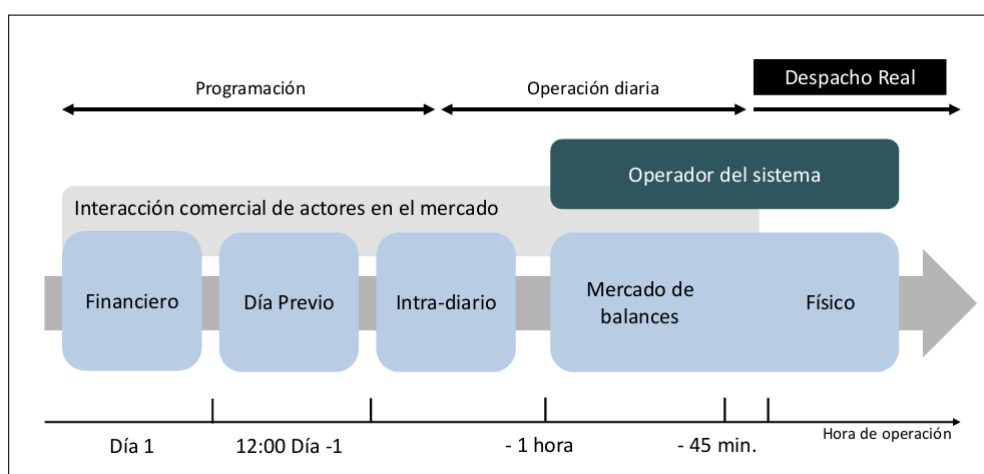 Programación
Operación diaria
Despacho Real
Operador del sistema
Interacción comercial de actores en el mercado
Financiero
Día Previo
Intra-diario
Mercado de
balances
Físico
Día 1
12:00 Día -1
- 1 hora
- 45 min.
Hora de operación